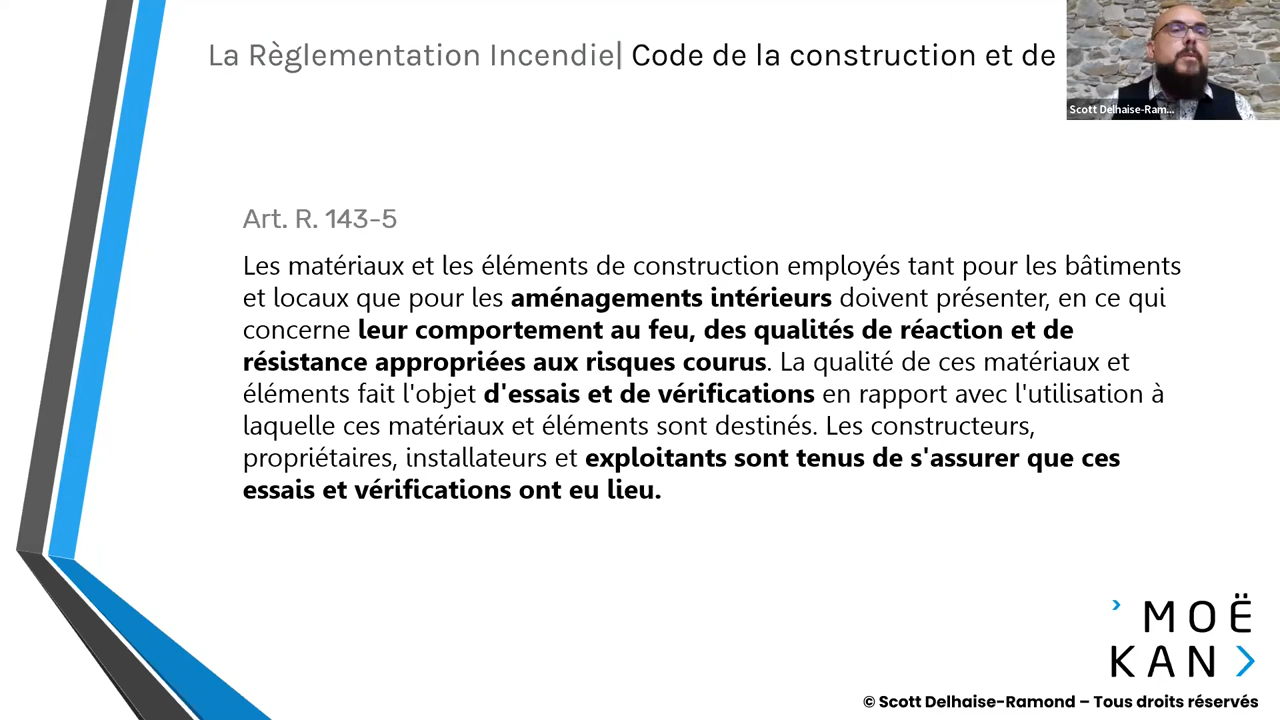 La Règlementation Incendie| Code de la construction et de
Scott Delhaise-Ram...
Art. R. 143-5
Les matériaux et les éléments de construction employés tant pour les bâtiments
et locaux que pour les aménagements intérieurs doivent présenter, en ce qui
concerne leur comportement au feu, des qualités de réaction et de
résistance appropriées aux risques courus. La qualité de ces matériaux et
éléments fait l'objet d'essais et de vérifications en rapport avec l'utilisation à
laquelle ces matériaux et éléments sont destinés. Les constructeurs,
propriétaires, installateurs et exploitants sont tenus de s'assurer que ces
essais et vérifications ont eu lieu.
MOË
KAN
© Scott Delhaise-Ramond – Tous droits réservés